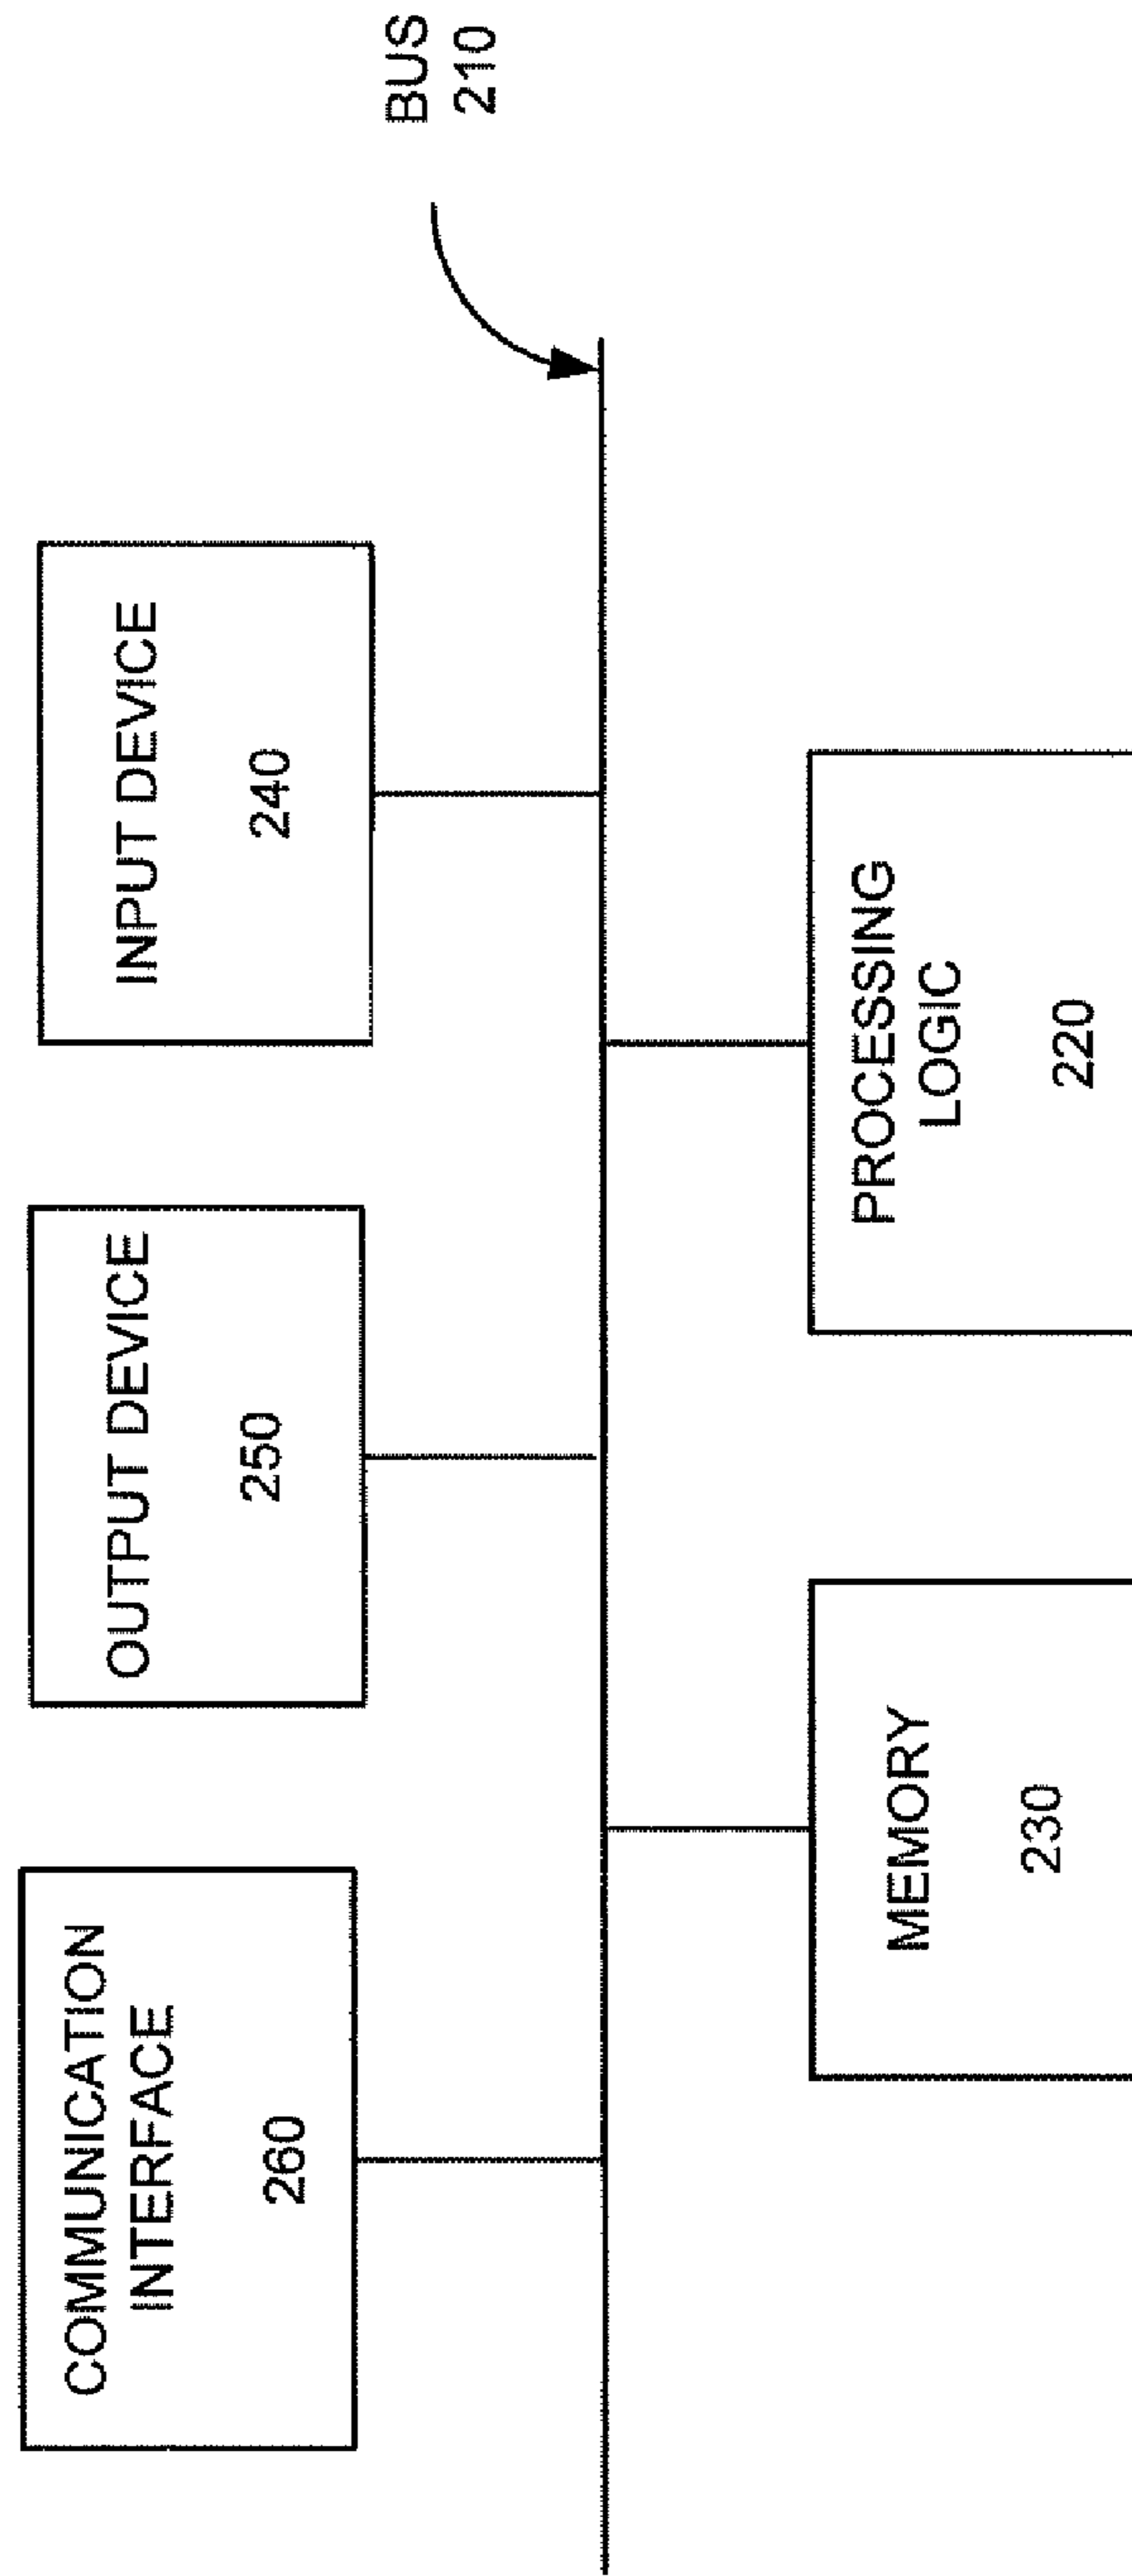 COMMUNICATION
INTERFACE
260
OUTPUT DEVICE
250
INPUT DEVICE
240
BUS
210
MEMORY
230
PROCESSING
LOGIC
220